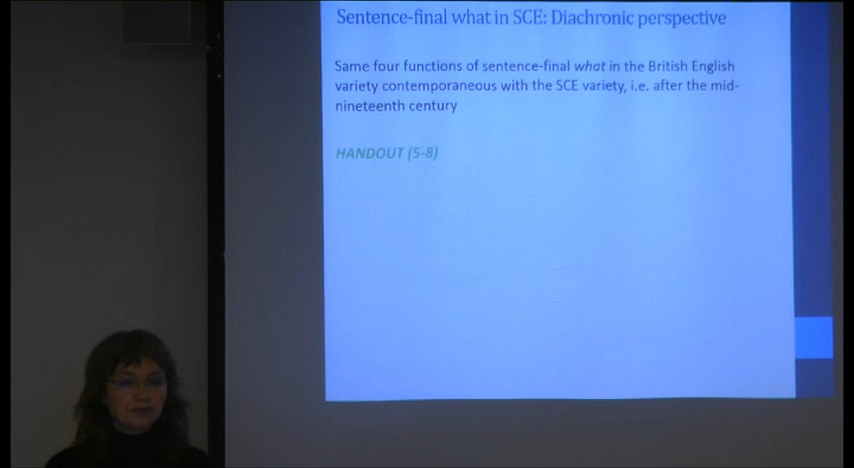 Sentence-final what in SCE: Diachronic perspective
Same four functions of sentence-final what in the British English
variety contemporaneous with the SCE variety, i.e. after the mid-
nineteenth century
HANDOUT (5-8)